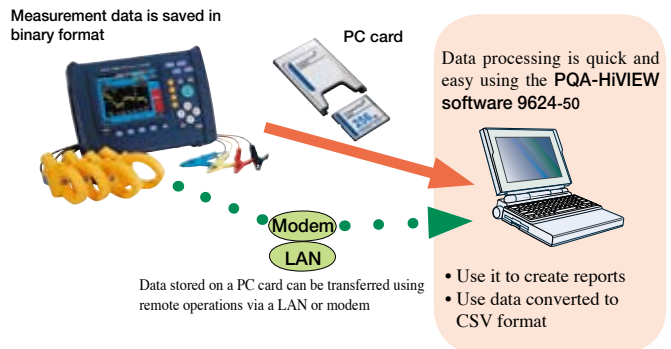 Measurement data is saved in
binary format
PC card
256
Data processing is quick and
easy using the PQA-HiVIEW
software 9624-50
Modem
LAN
Data stored on a PC card can be transferred using
remote operations via a LAN or modem
• Use it to create reports
• Use data converted to
CSV format